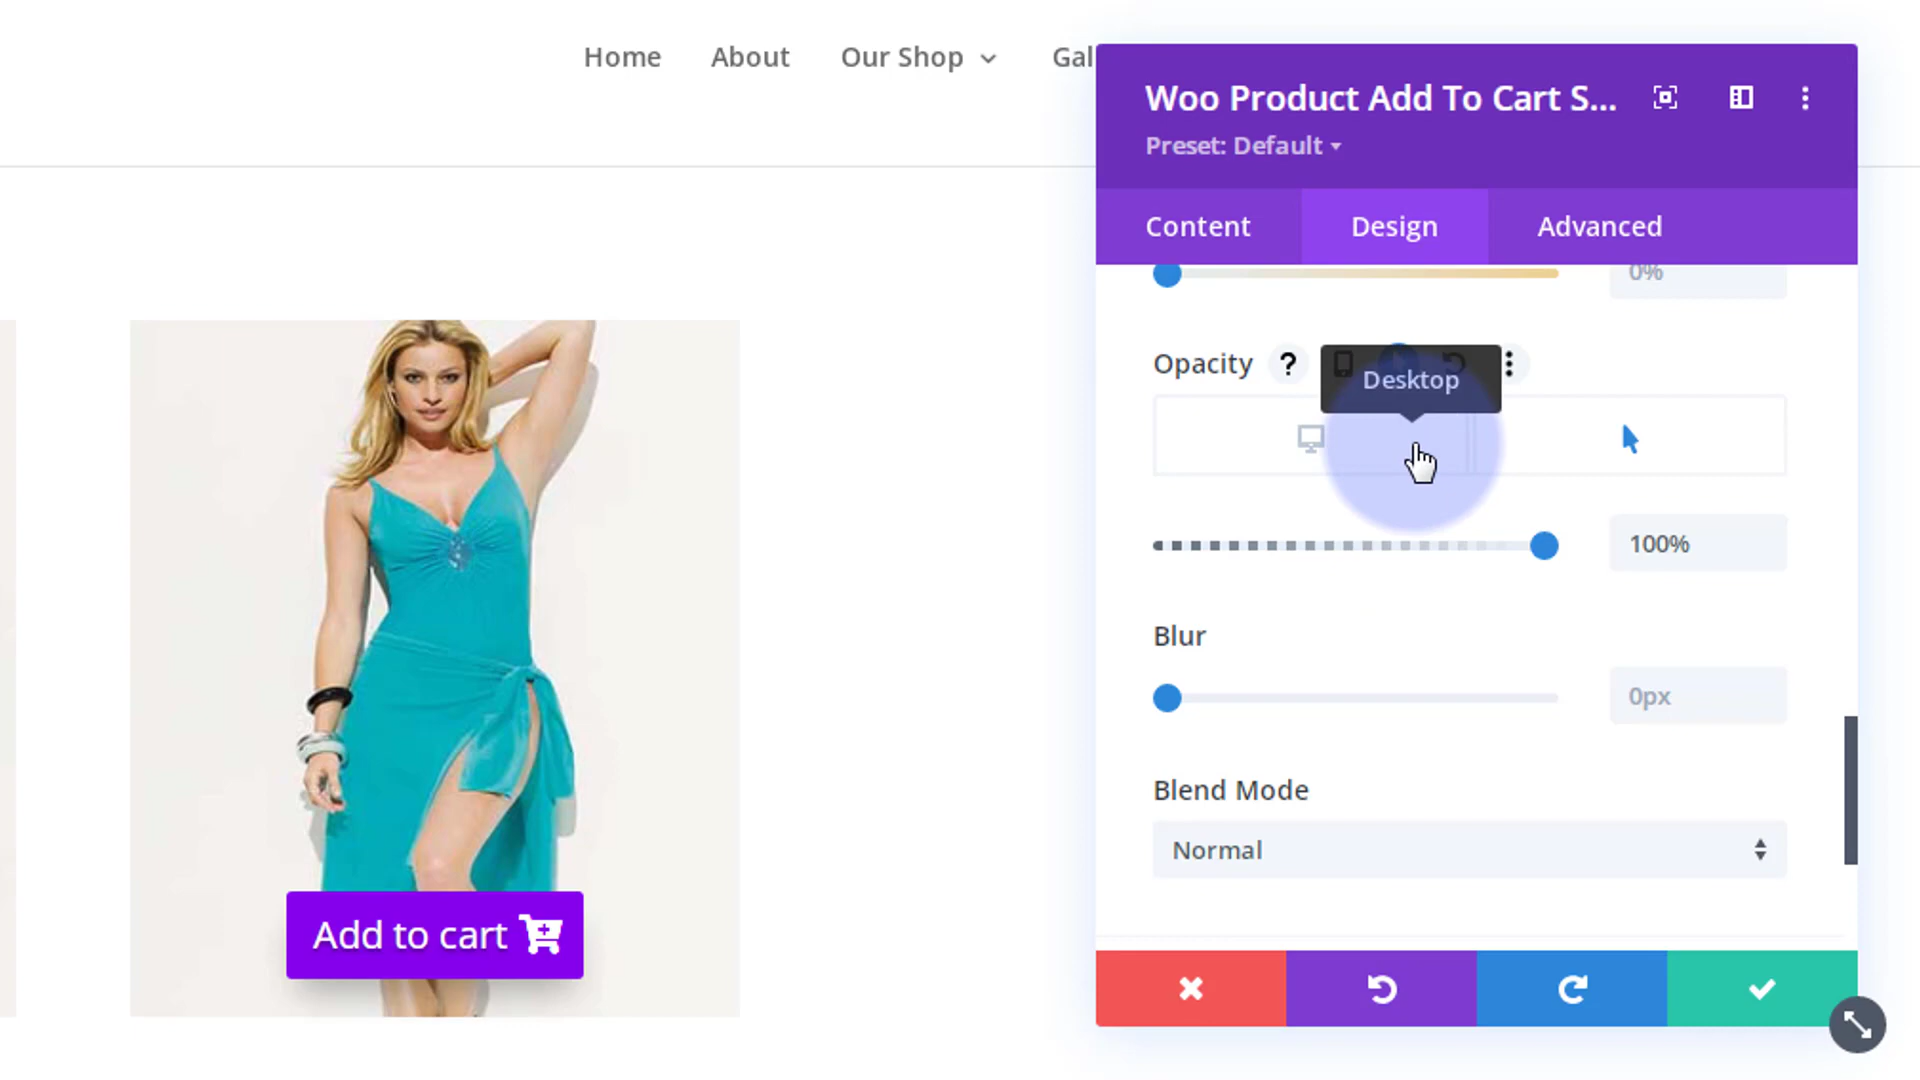 Home About Our Shop Gal
Woo Product Add To Cart S...
Preset: Default
Content Design Advanced
0%
Opacity ?
Desktop
100%
Blur
0px
Blend Mode
Normal
Add to cart